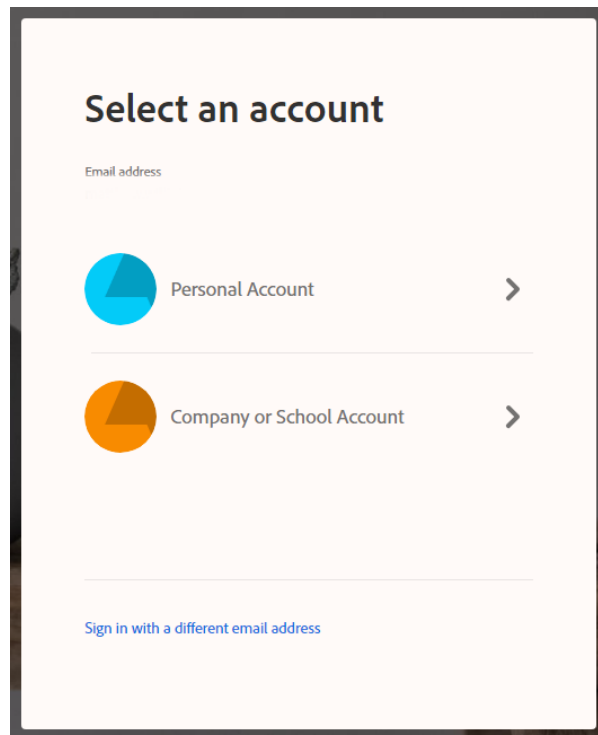 Select an account
Email address
Personal Account
Company or School Account
Sign in with a different email address